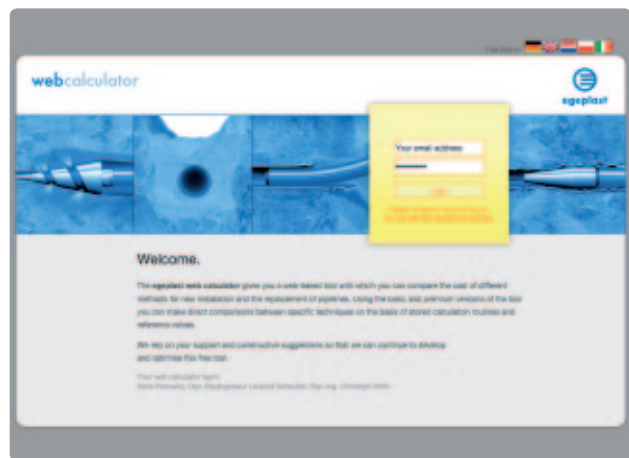 webcalculator
egeplast
Your email address
Welcome.
The egeplast web calculator gives you a web-based tool with which you can compare the cost of different
methods for new installation and the replacement of pipelines. Using the basic and premium versions of the tool
you can make direct comparisons between specific techniques on the basis of stored calculation routines and
reference values.
We rely on your support and constructive suggestions so that we can continue to develop
and optimise this free tool.
Your web calculator team: